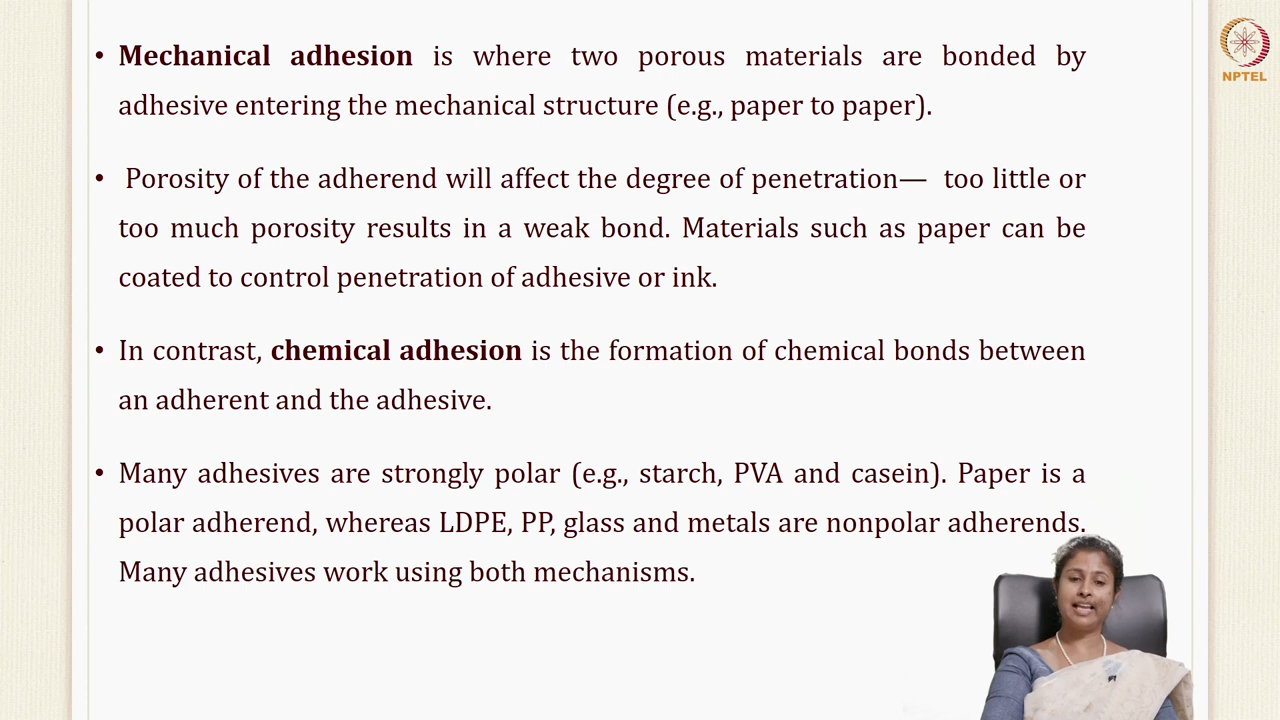 • Mechanical adhesion is where two porous materials are bonded by
adhesive entering the mechanical structure (e.g., paper to paper).
• Porosity of the adherend will affect the degree of penetration— too little or
too much porosity results in a weak bond. Materials such as paper can be
coated to control penetration of adhesive or ink.
• In contrast, chemical adhesion is the formation of chemical bonds between
an adherent and the adhesive.
• Many adhesives are strongly polar (e.g., starch, PVA and casein). Paper is a
polar adherend, whereas LDPE, PP, glass and metals are nonpolar adherends.
Many adhesives work using both mechanisms.
NPTEL